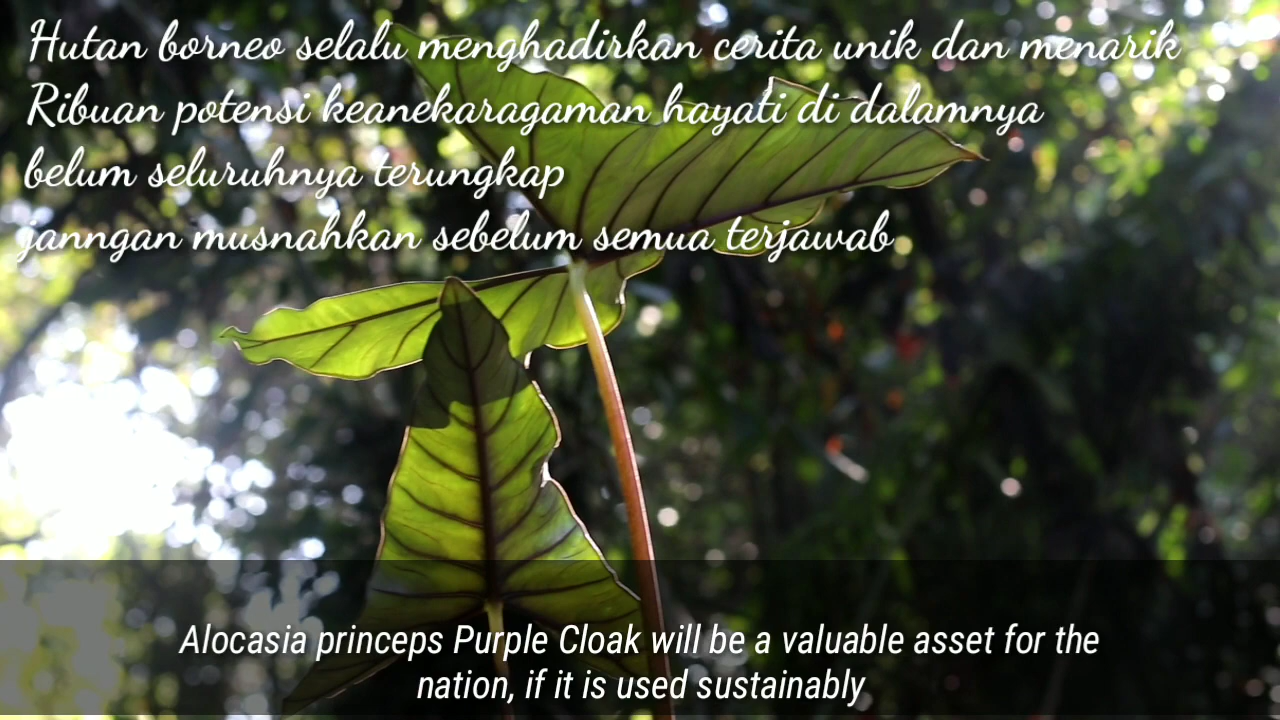 Hutan borneo selalu menghadirkan cerita unik dan menarik
Ribuan potensi keanekaragaman hayati di dalamnya
belum seluruhnya terungkap
janngan musnahkan sebelum semua terjawab
Alocasia princeps Purple Cloak will be a valuable asset for the
nation, if it is used sustainably